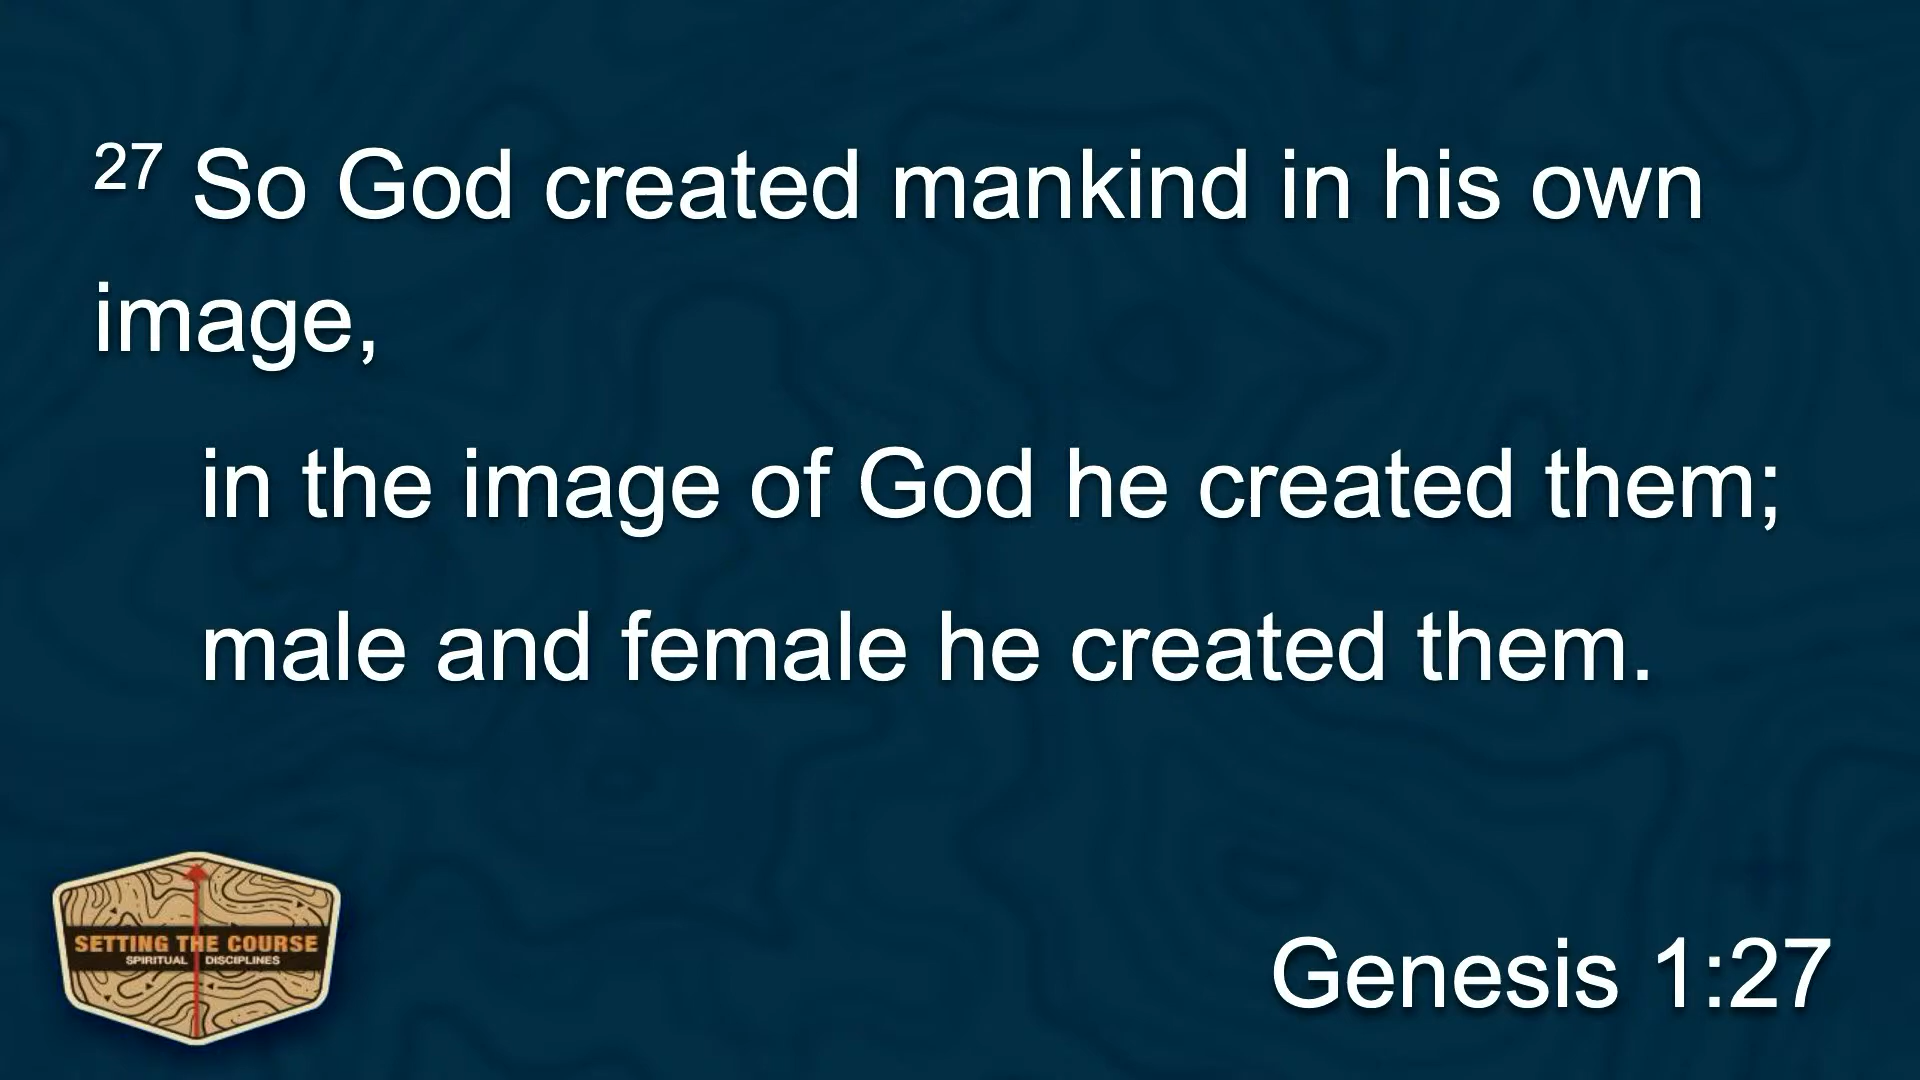 27 So God created mankind in his own
image,
in the image of God he created them;
male and female he created them.
SETTING THE COURSE
SPIRITUAL DISCIPLINES
Genesis 1:27